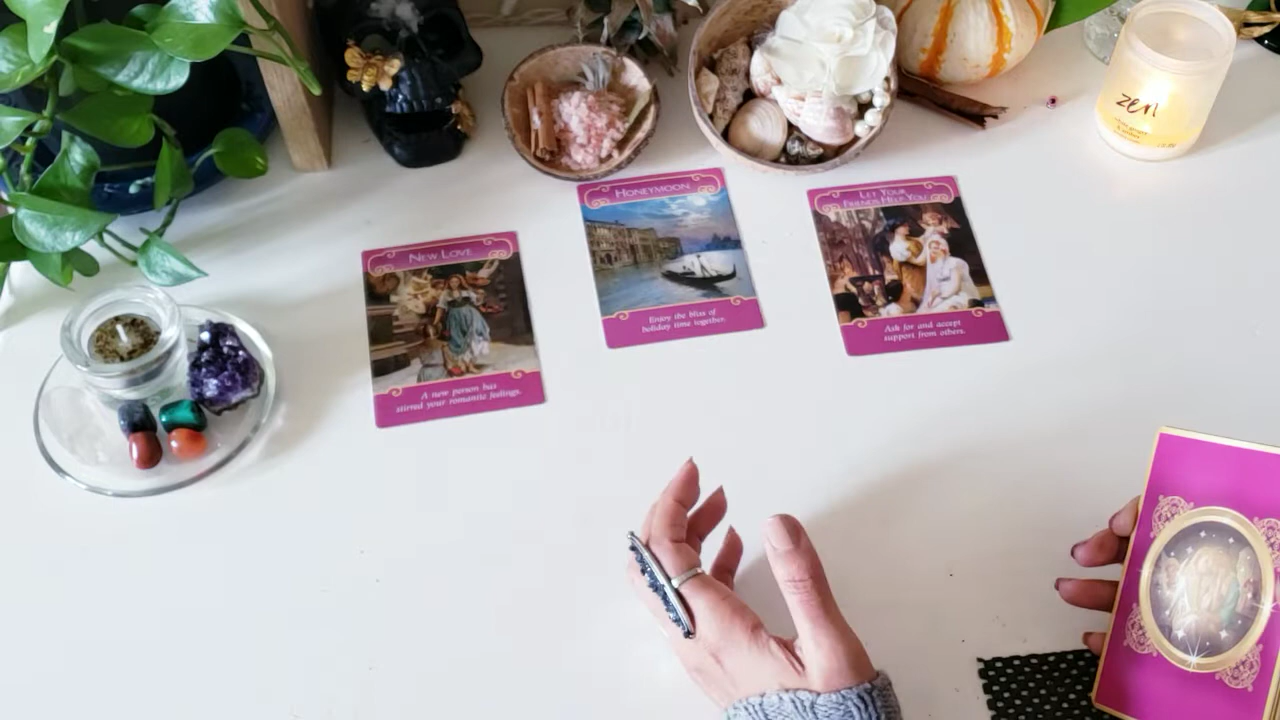 New Love
A new person has
stirred your romantic feelings.
Honeymoon
Enjoy the bliss of
holiday time together.
Let Your
Friends Help You
Ask for and accept
support from others.
zen